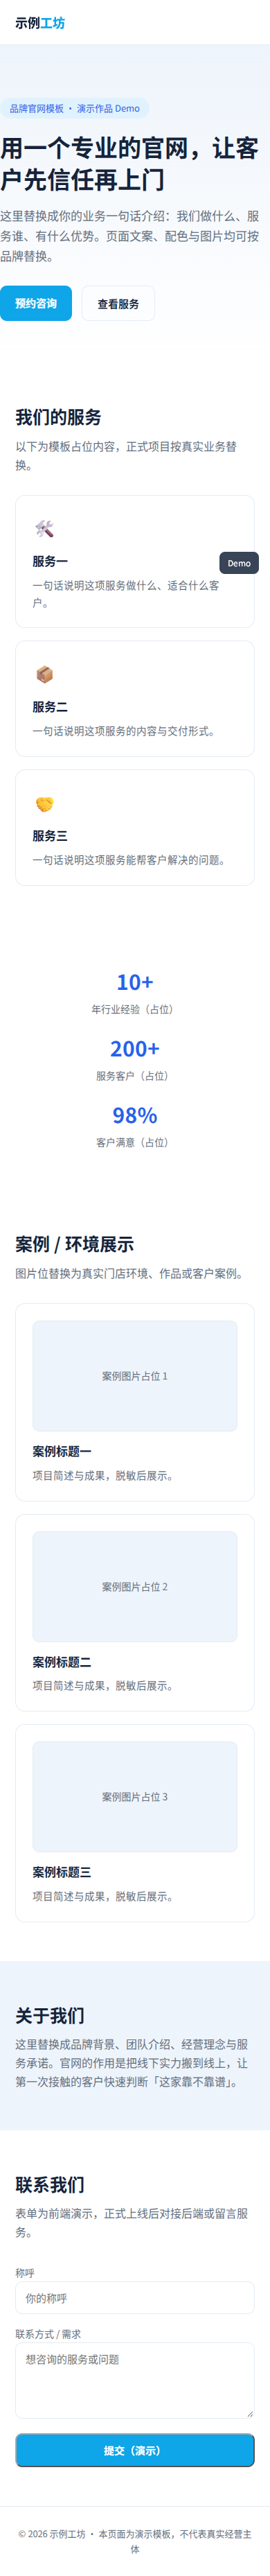 示例工坊
品牌官网模板 · 演示作品 Demo
用一个专业的官网，让客
户先信任再上门
这里替换成你的业务一句话介绍：我们做什么、服
务谁、有什么优势。页面文案、配色与图片均可按
品牌替换。
预约咨询
查看服务
我们的服务
以下为模板占位内容，正式项目按真实业务替
换。
服务一
Demo
一句话说明这项服务做什么、适合什么客
户。
服务二
一句话说明这项服务的内容与交付形式。
服务三
一句话说明这项服务能帮客户解决的问题。
10+
年行业经验（占位）
200+
服务客户（占位）
98%
客户满意（占位）
案例 / 环境展示
图片位替换为真实门店环境、作品或客户案例。
案例图片占位 1
案例标题一
项目简述与成果，脱敏后展示。
案例图片占位 2
案例标题二
项目简述与成果，脱敏后展示。
案例图片占位 3
案例标题三
项目简述与成果，脱敏后展示。
关于我们
这里替换成品牌背景、团队介绍、经营理念与服
务承诺。官网的作用是把线下实力搬到线上，让
第一次接触的客户快速判断「这家靠不靠谱」。
联系我们
表单为前端演示，正式上线后对接后端或留言服
务。
称呼
你的称呼
联系方式 / 需求
想咨询的服务或问题
提交（演示）
© 2026 示例工坊 · 本页面为演示模板，不代表真实经营主
体